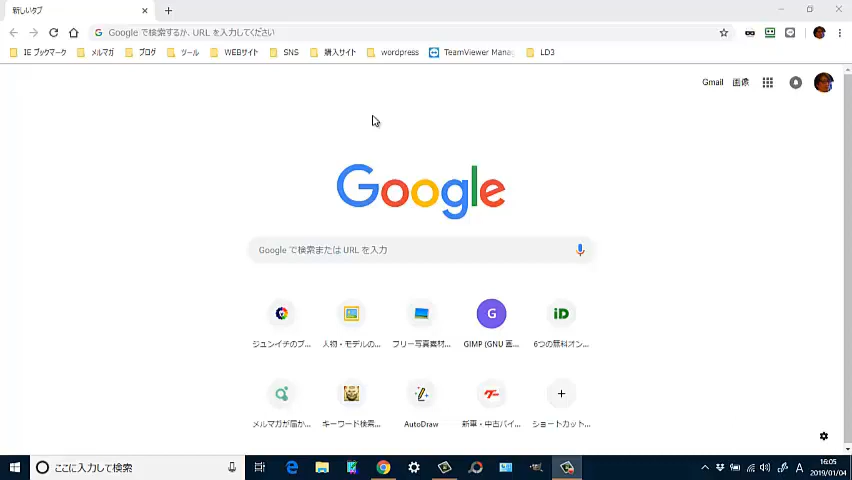 新しいタブ
Google で検索するか、URL を入力してください
IE ブックマーク メルマガ ブログ ツール WEBサイト SNS 購入サイト wordpress TeamViewer Manag LD3
Gmail 画像
Google
Google で検索または URL を入力
G iD
ジュンイチのブ... 人物・モデルの... フリー写真素材... GIMP (GNU 画... 6つの無料オン...
グー
メルマガが届か... キーワード検索... AutoDraw 新車・中古バイ... ショートカット...
ここに入力して検索
A 16:05
2019/01/04